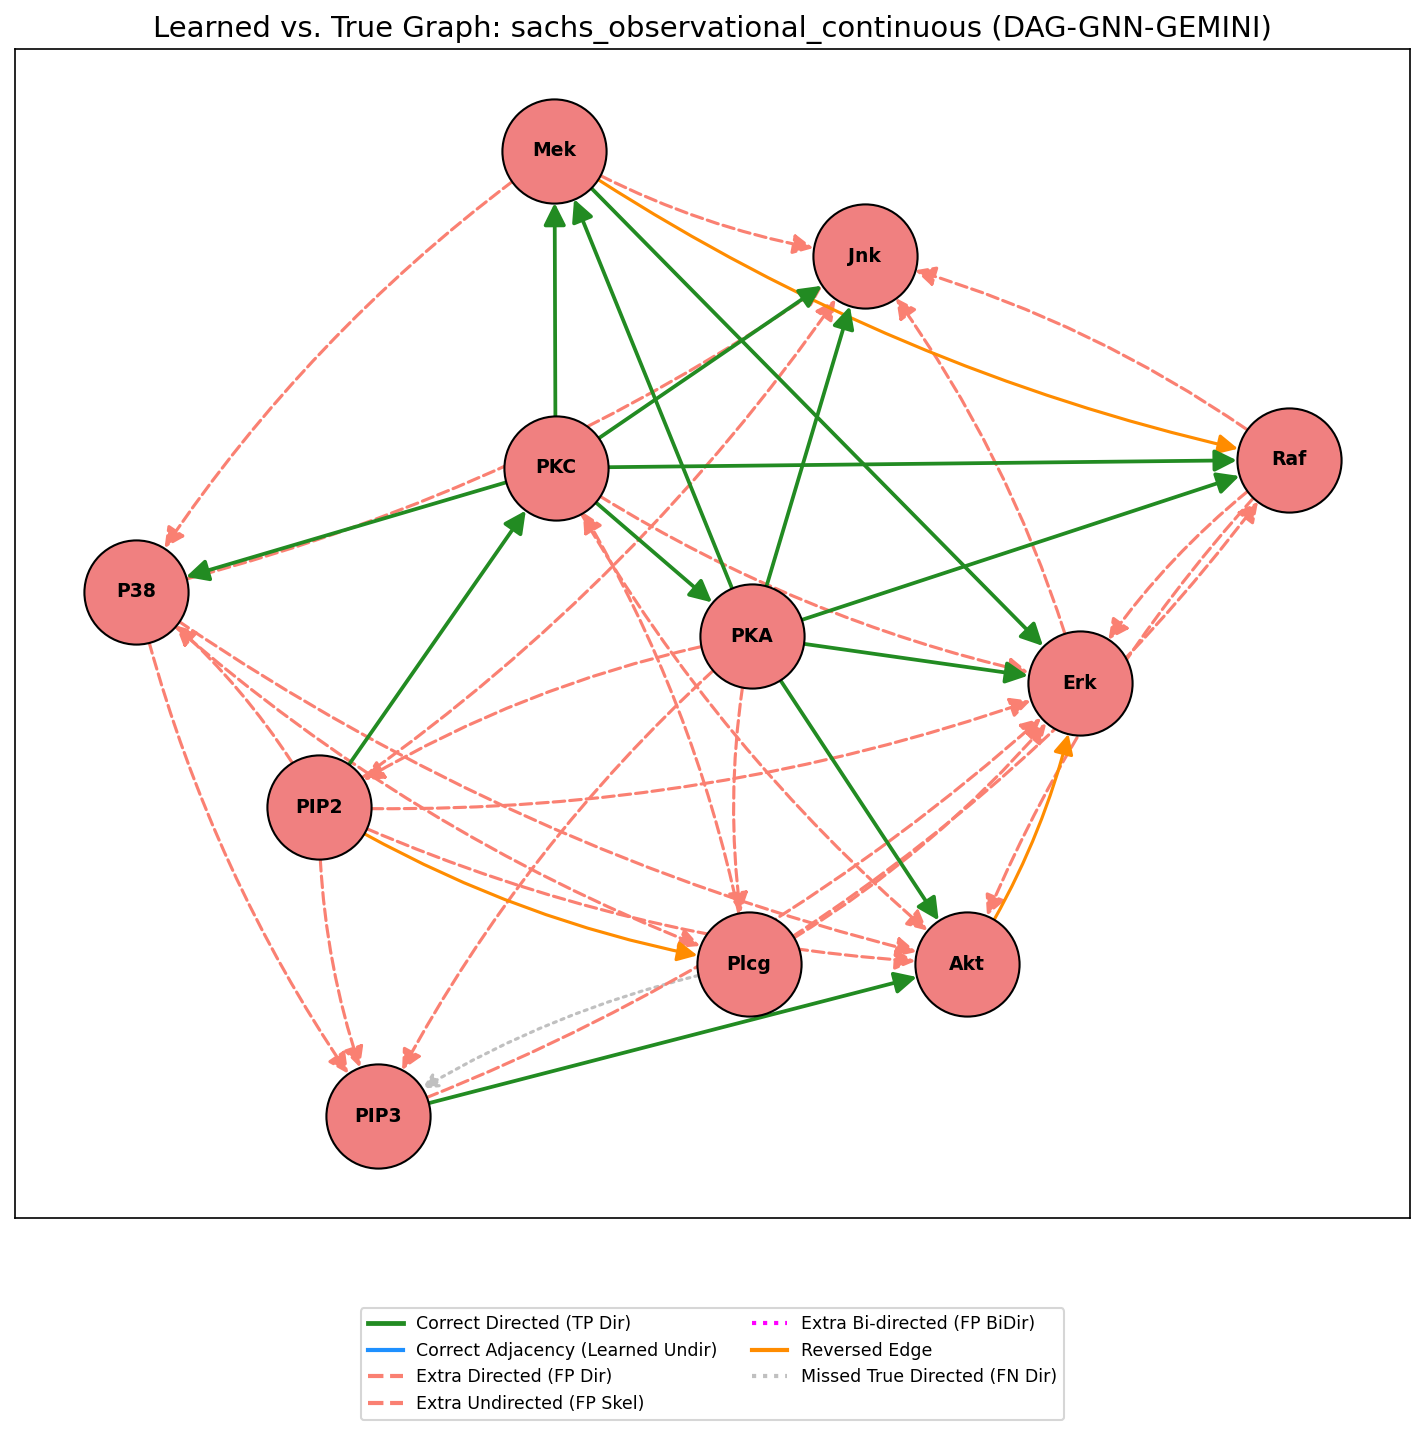 Learned vs. True Graph: sachs_observational_continuous (DAG-GNN-GEMINI)
Mek
Jnk
PKC
Raf
P38
PKA
Erk
PIP2
Plcg
Akt
PIP3
Correct Directed (TP Dir)
Correct Adjacency (Learned Undir)
Extra Directed (FP Dir)
Extra Undirected (FP Skel)
Extra Bi-directed (FP BiDir)
Reversed Edge
Missed True Directed (FN Dir)